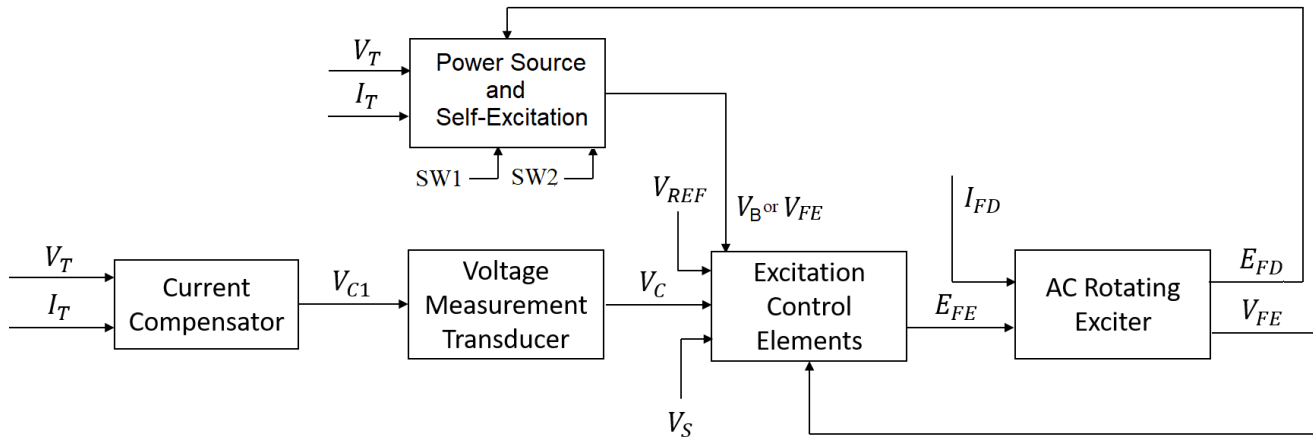 V_T
I_T
Power Source
and
Self-Excitation
SW1
SW2
V_REF
V_B or V_FE
I_FD
V_T
I_T
Current
Compensator
V_C1
Voltage
Measurement
Transducer
V_C
Excitation
Control
Elements
V_S
E_FE
AC Rotating
Exciter
E_FD
V_FE